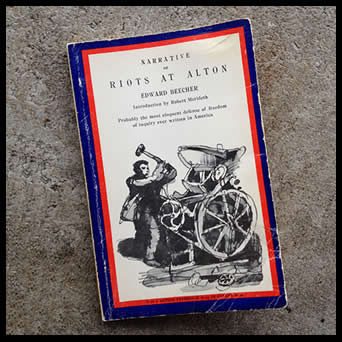 NARRATIVE
OF
RIOTS AT ALTON
EDWARD BEECHER
Introduction by Robert Merideth
Probably the most eloquent defense of freedom
of inquiry ever written in America